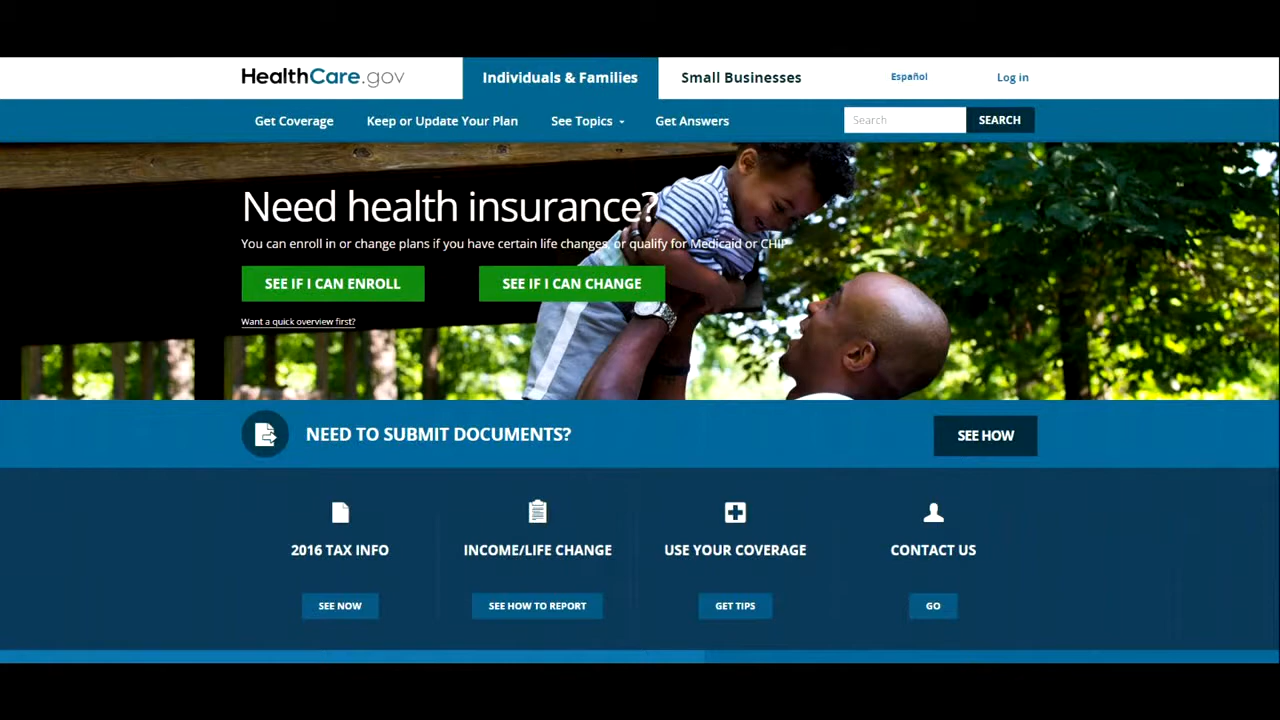 HealthCare.gov
Individuals & Families
Small Businesses
Español
Log in
Get Coverage
Keep or Update Your Plan
See Topics
Get Answers
Search
SEARCH
Need health insurance?
You can enroll in or change plans if you have certain life changes, or qualify for Medicaid or CHIP
SEE IF I CAN ENROLL
SEE IF I CAN CHANGE
Want a quick overview first?
NEED TO SUBMIT DOCUMENTS?
SEE HOW
2016 TAX INFO
INCOME/LIFE CHANGE
USE YOUR COVERAGE
CONTACT US
SEE NOW
SEE HOW TO REPORT
GET TIPS
GO